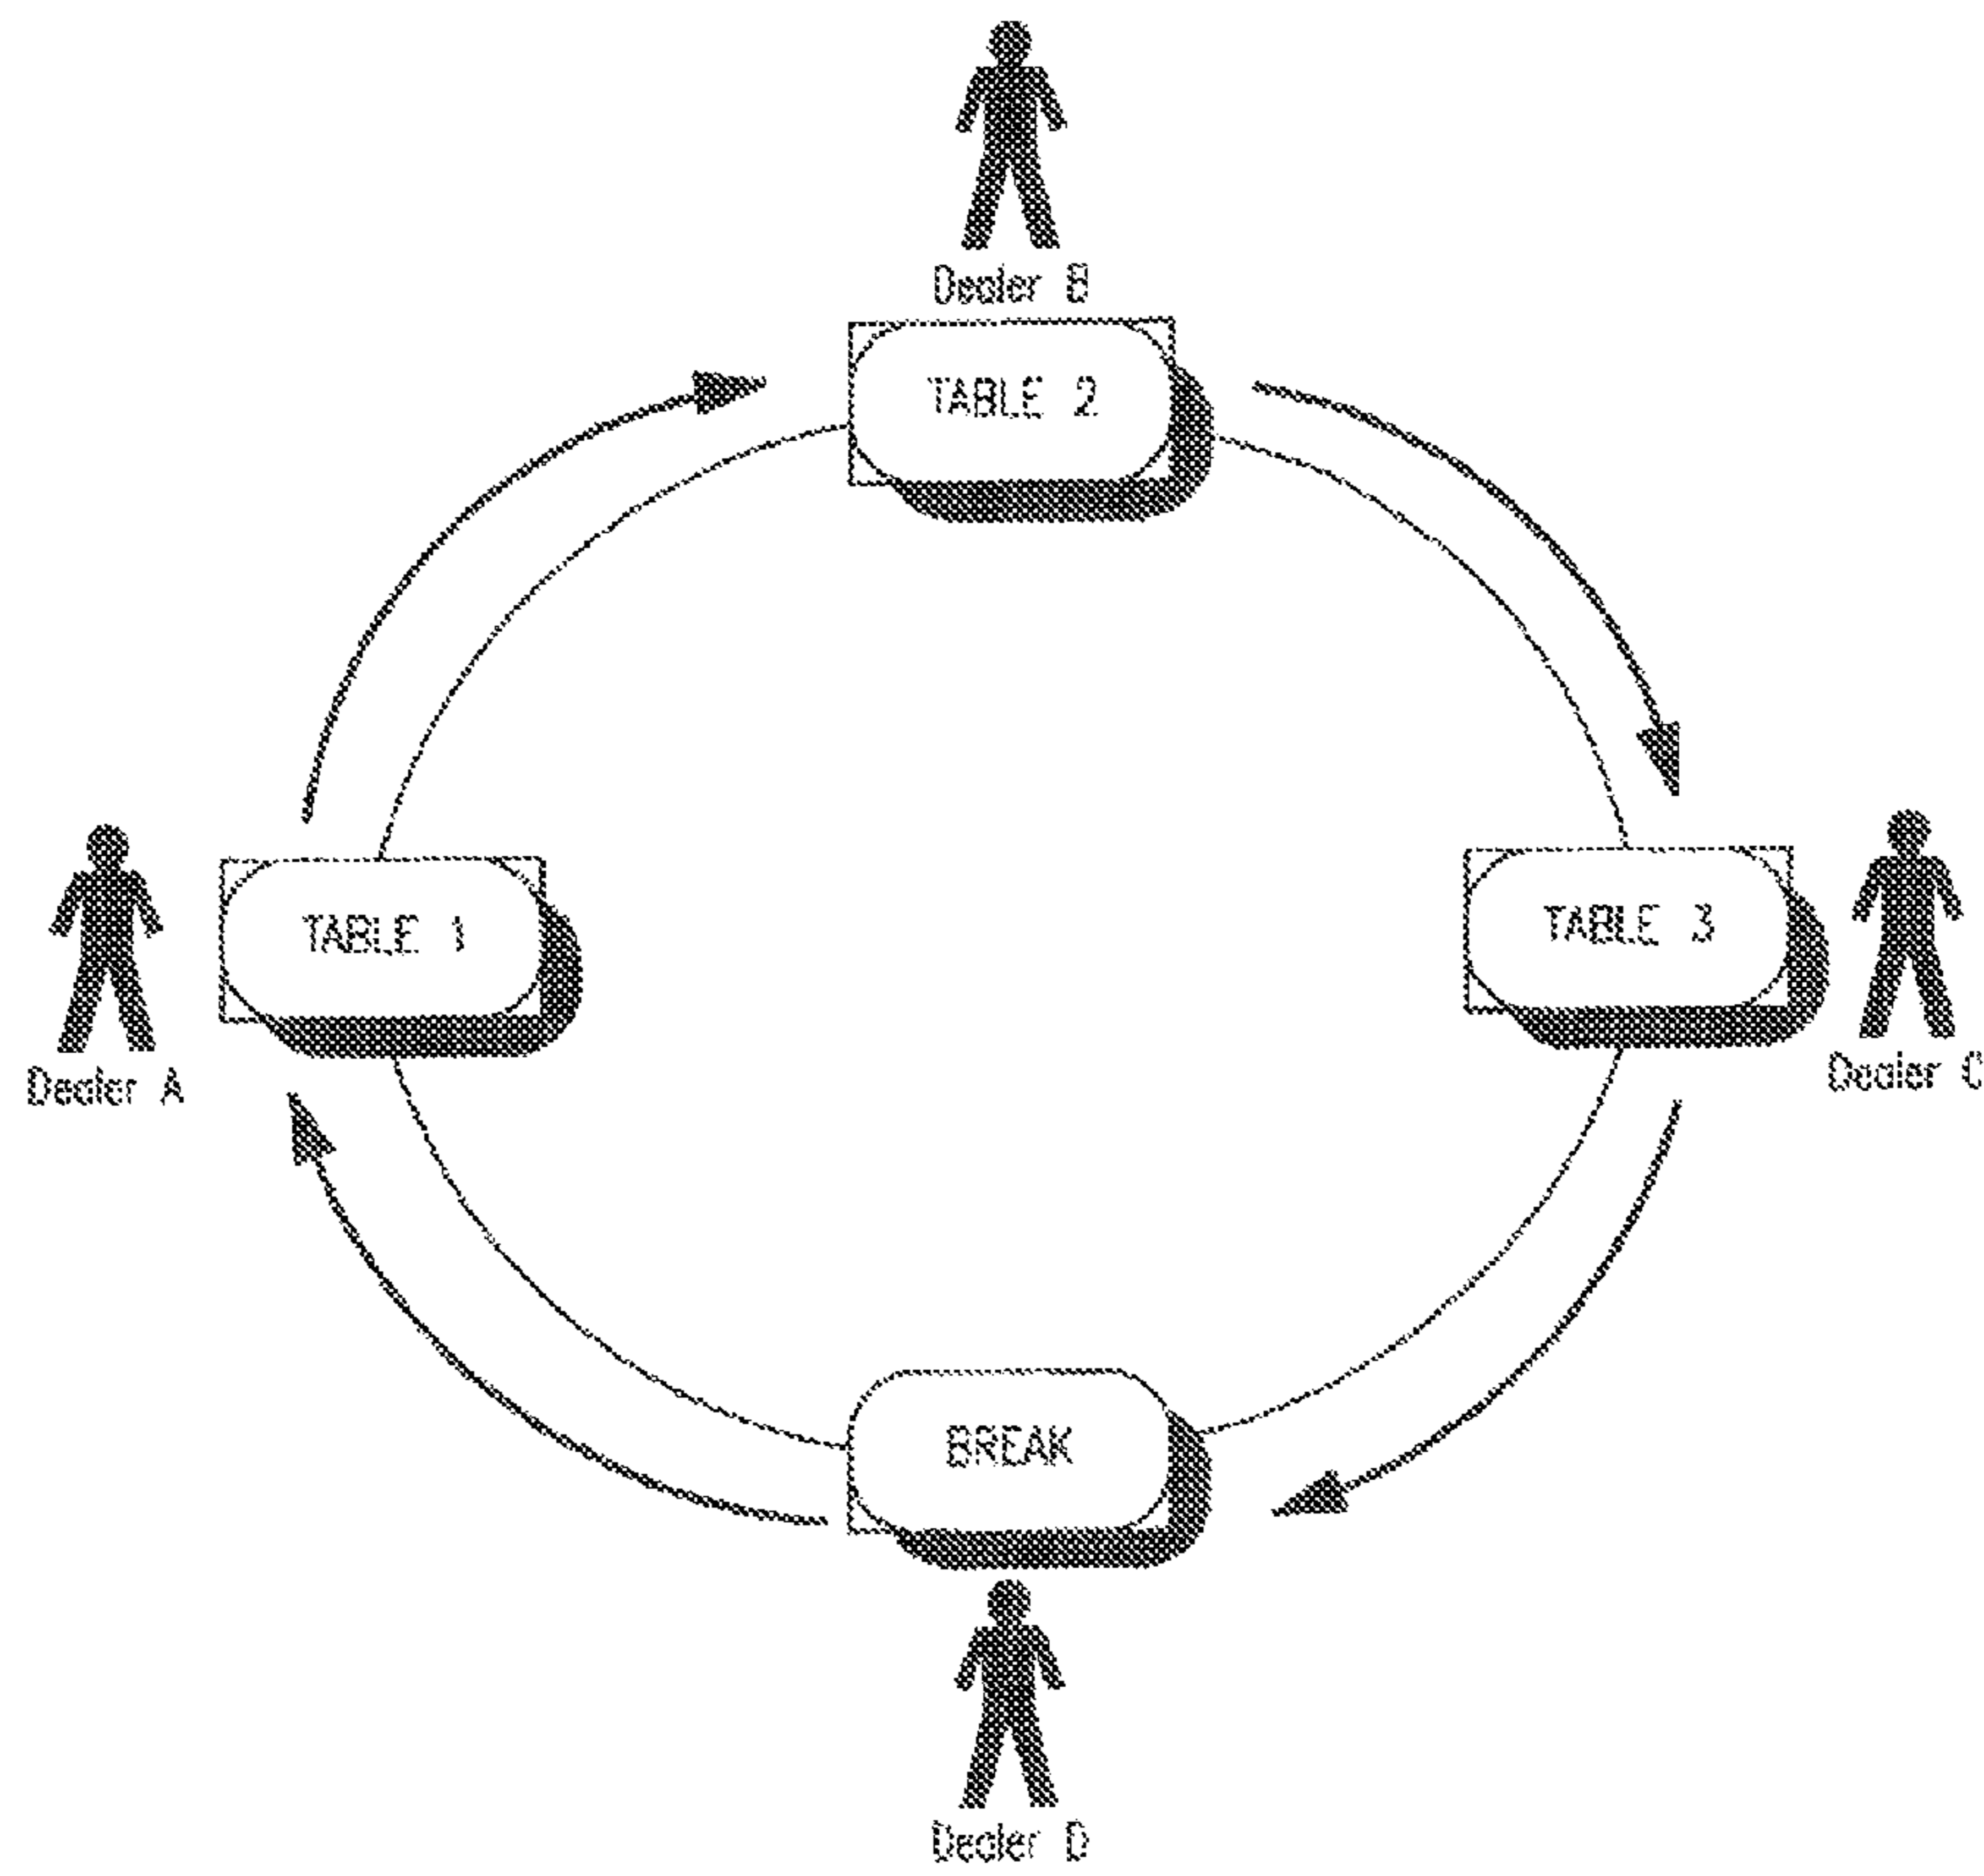 Dealer B
TABLE 2
TABLE 1
TABLE 3
Dealer A
Dealer C
BREAK
Dealer D